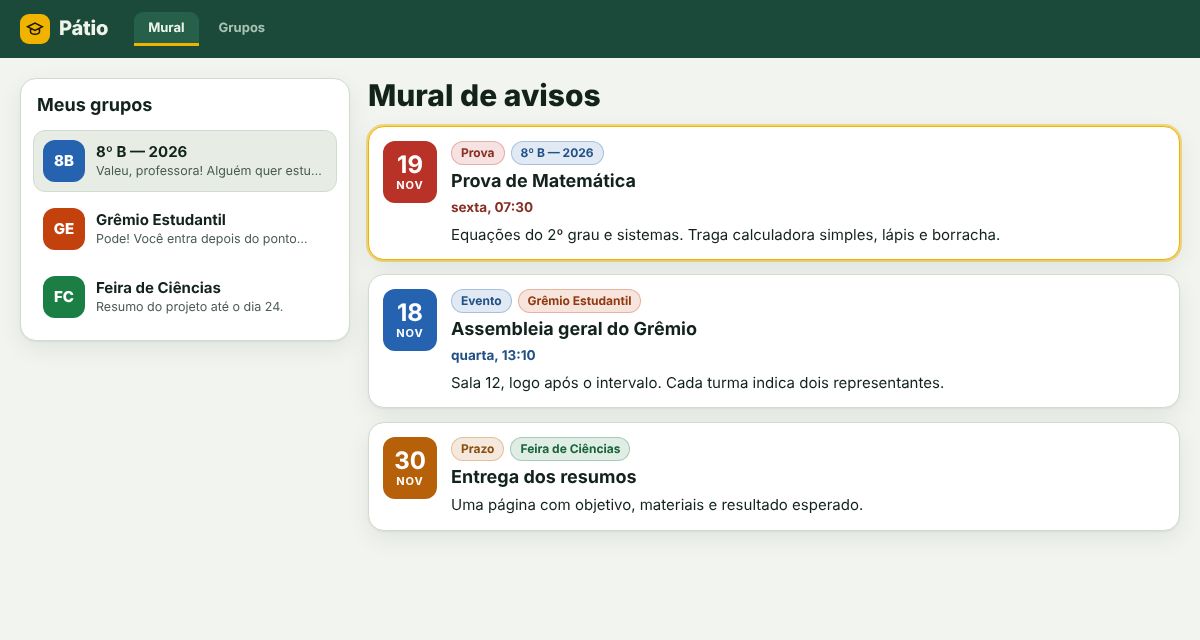 Pátio
Mural
Grupos
Meus grupos
8B
8º B — 2026
Valeu, professora! Alguém quer estu...
GE
Grêmio Estudantil
Pode! Você entra depois do ponto...
FC
Feira de Ciências
Resumo do projeto até o dia 24.
Mural de avisos
19
NOV
Prova
8º B — 2026
Prova de Matemática
sexta, 07:30
Equações do 2º grau e sistemas. Traga calculadora simples, lápis e borracha.
18
NOV
Evento
Grêmio Estudantil
Assembleia geral do Grêmio
quarta, 13:10
Sala 12, logo após o intervalo. Cada turma indica dois representantes.
30
NOV
Prazo
Feira de Ciências
Entrega dos resumos
Uma página com objetivo, materiais e resultado esperado.